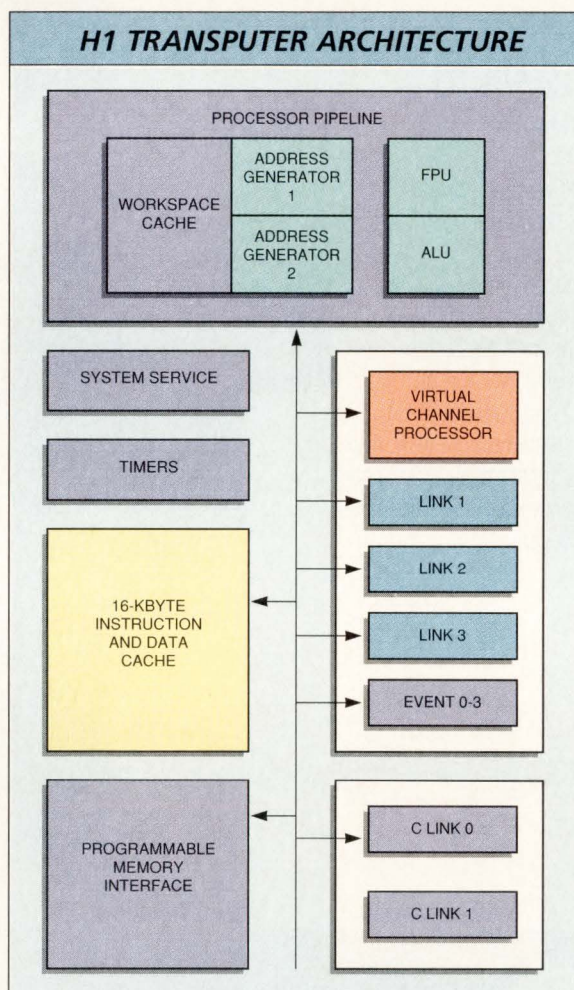 H1 TRANSPUTER ARCHITECTURE
PROCESSOR PIPELINE
WORKSPACE
CACHE
ADDRESS
GENERATOR
1
ADDRESS
GENERATOR
2
FPU
ALU
SYSTEM SERVICE
TIMERS
16-KBYTE
INSTRUCTION
AND DATA
CACHE
PROGRAMMABLE
MEMORY
INTERFACE
VIRTUAL
CHANNEL
PROCESSOR
LINK 1
LINK 2
LINK 3
EVENT 0-3
C LINK 0
C LINK 1